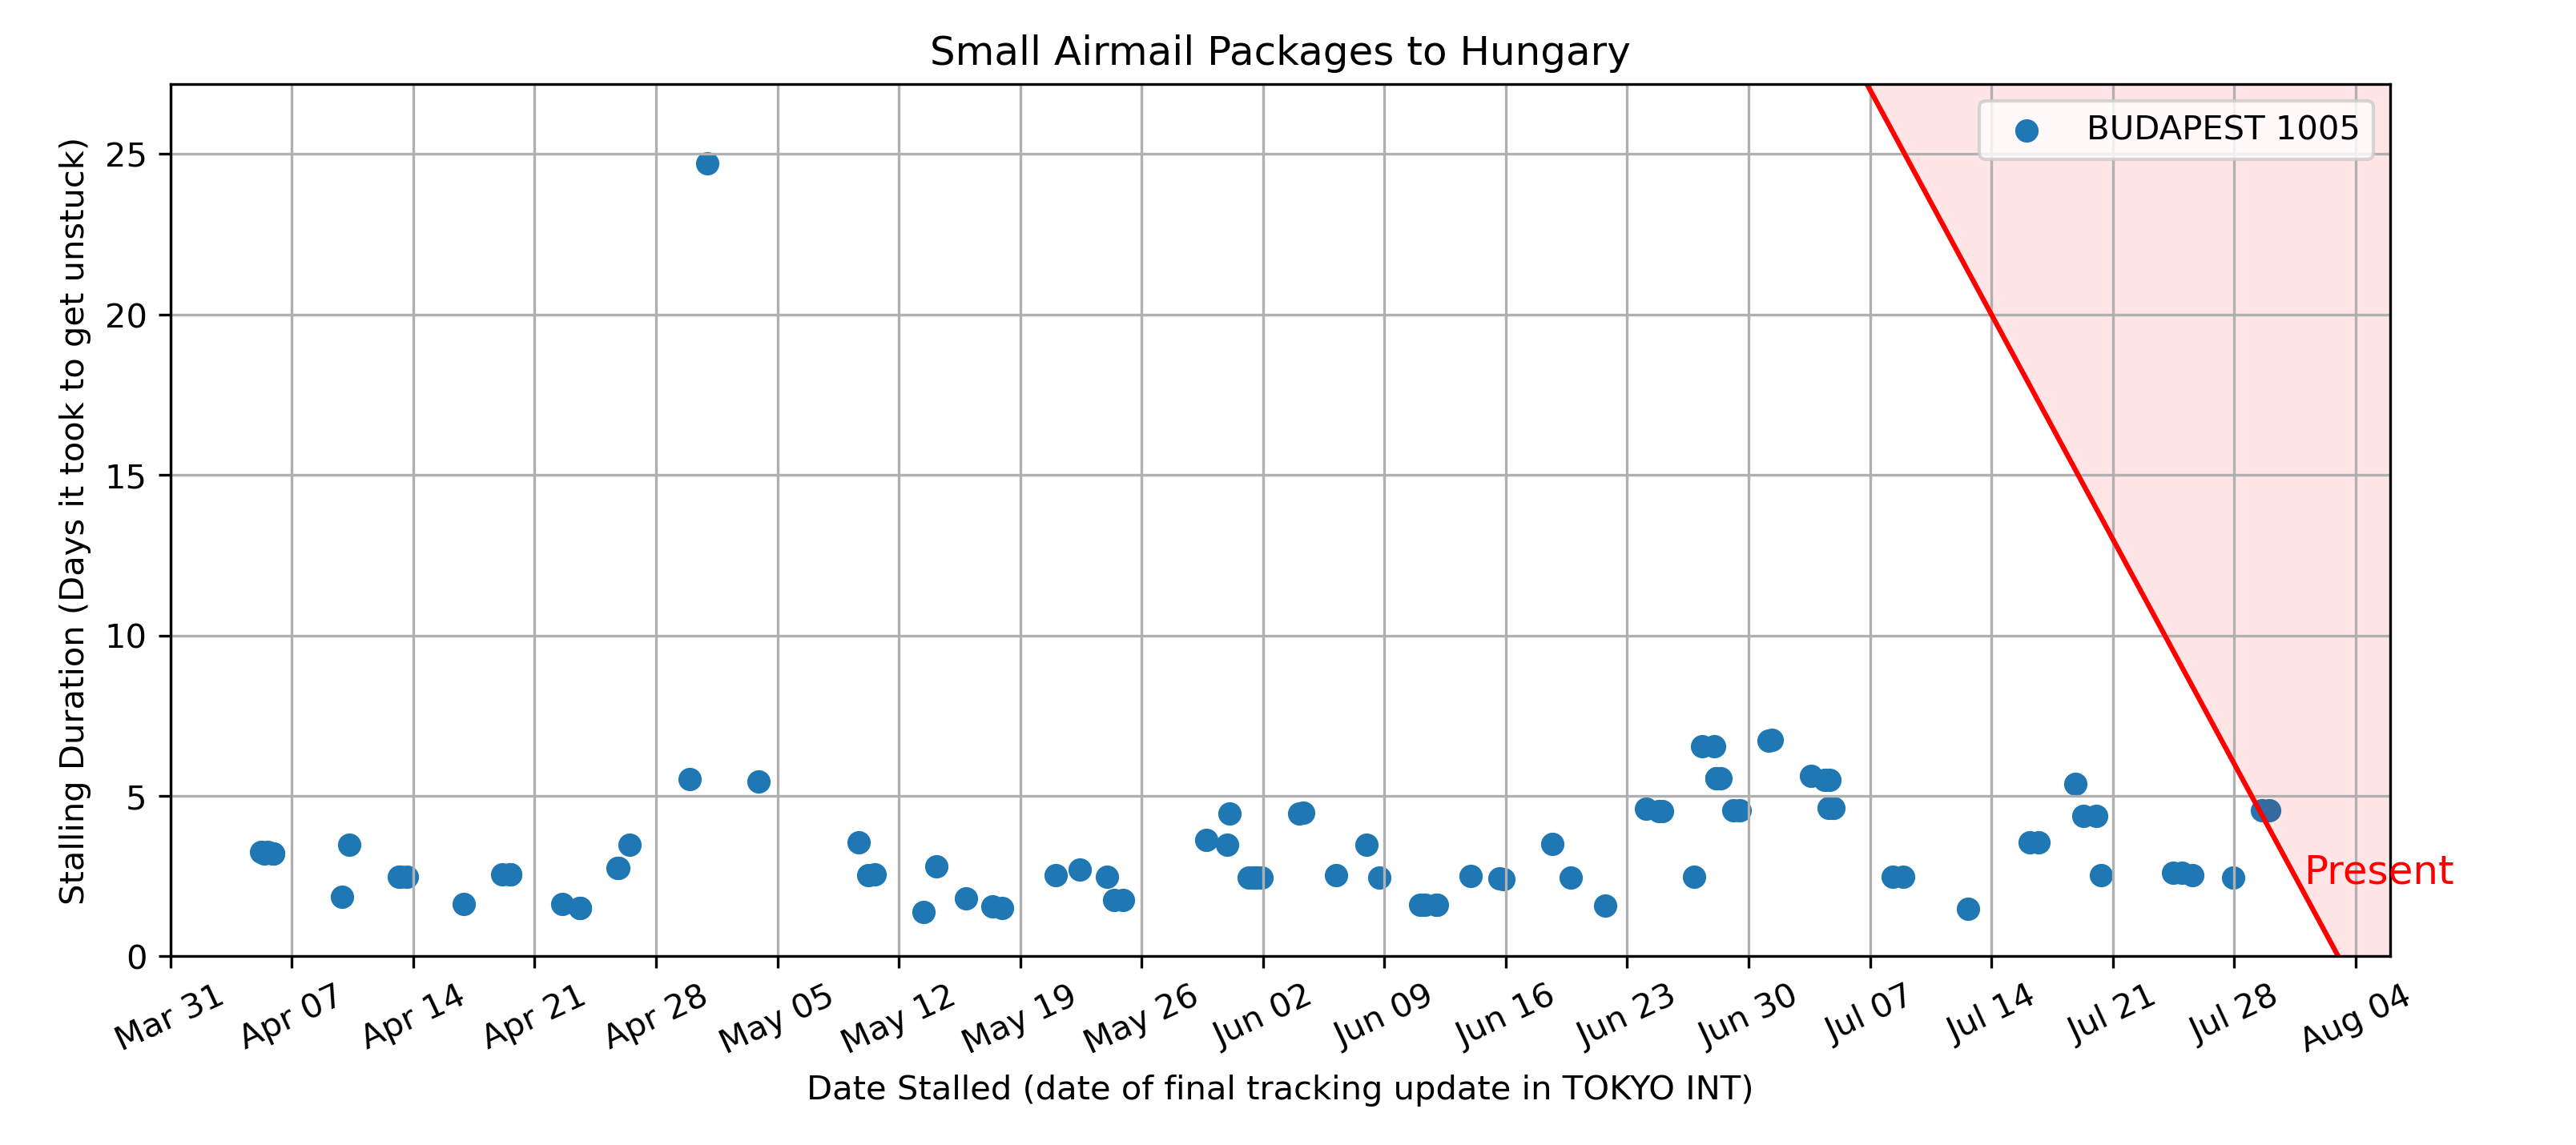 Small Airmail Packages to Hungary
BUDAPEST 1005
Stalling Duration (Days it took to get unstuck)
25
20
15
10
5
0
Present
Mar 31
Apr 07
Apr 14
Apr 21
Apr 28
May 05
May 12
May 19
May 26
Jun 02
Jun 09
Jun 16
Jun 23
Jun 30
Jul 07
Jul 14
Jul 21
Jul 28
Aug 04
Date Stalled (date of final tracking update in TOKYO INT)